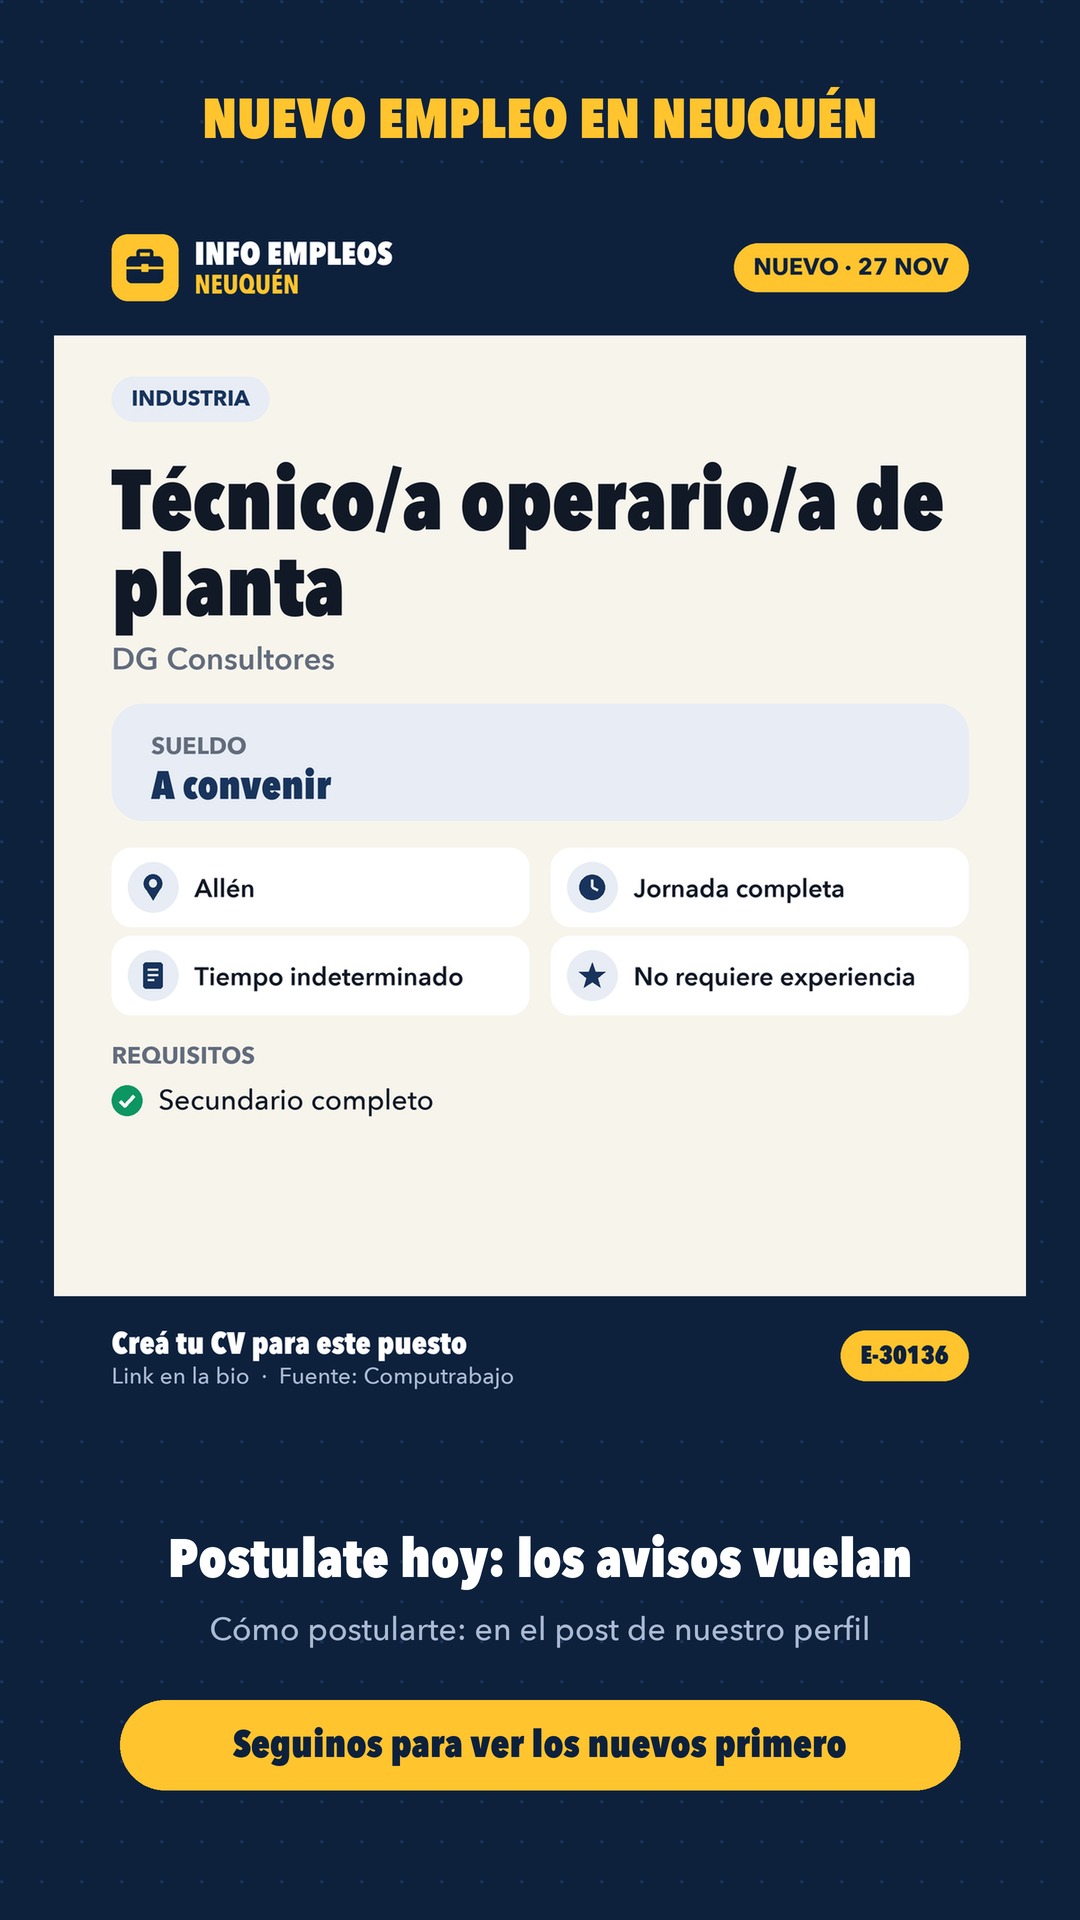 NUEVO EMPLEO EN NEUQUÉN
INFO EMPLEOS
NEUQUÉN
NUEVO · 27 NOV
INDUSTRIA
Técnico/a operario/a de
planta
DG Consultores
SUELDO
A convenir
Allén
Jornada completa
Tiempo indeterminado
No requiere experiencia
REQUISITOS
Secundario completo
Creá tu CV para este puesto
Link en la bio · Fuente: Computrabajo
E-30136
Postulate hoy: los avisos vuelan
Cómo postularte: en el post de nuestro perfil
Seguinos para ver los nuevos primero